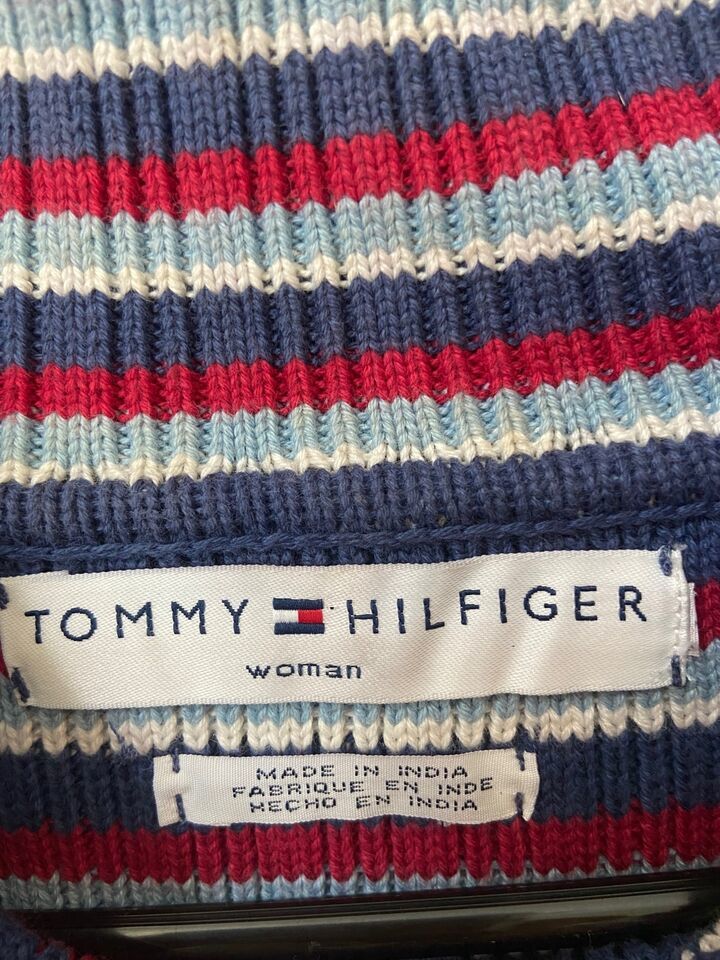 TOMMY HILFIGER
woman
MADE IN INDIA
FABRIQUE EN INDE
HECHO EN INDIA